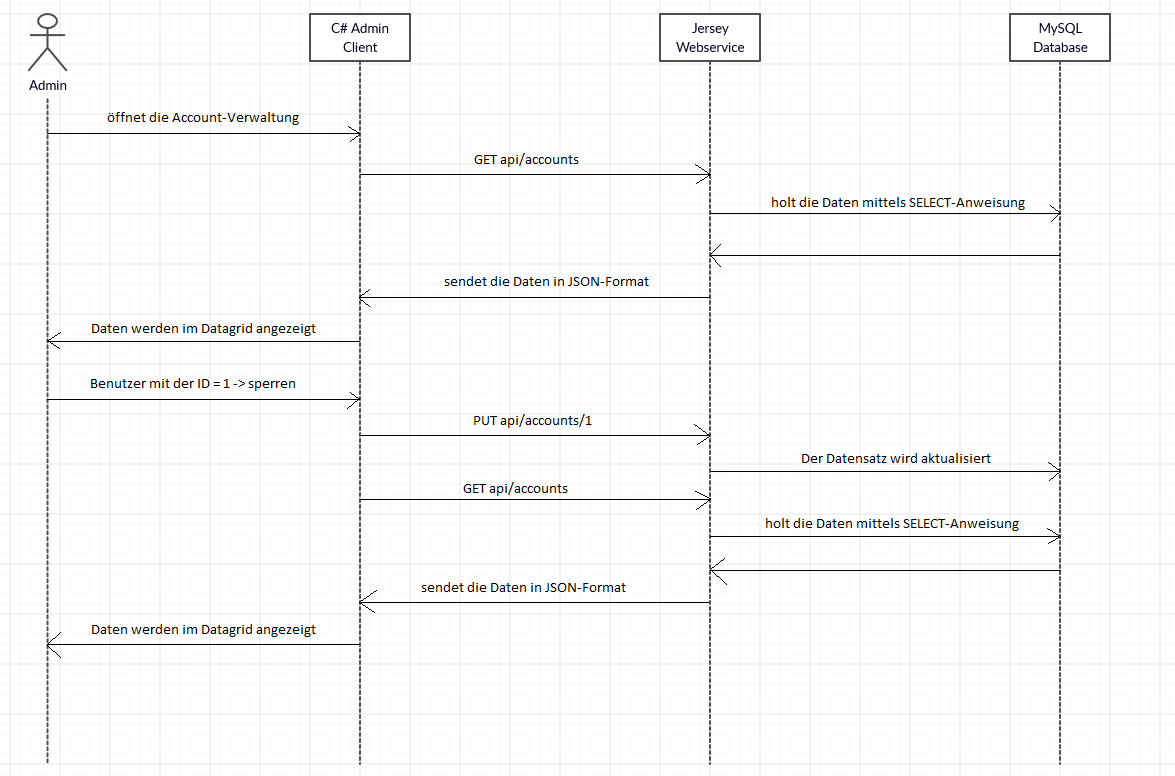 C# Admin
Client
Jersey
Webservice
MySQL
Database
Admin
öffnet die Account-Verwaltung
GET api/accounts
holt die Daten mittels SELECT-Anweisung
sendet die Daten in JSON-Format
Daten werden im Datagrid angezeigt
Benutzer mit der ID = 1 -> sperren
PUT api/accounts/1
Der Datensatz wird aktualisiert
GET api/accounts
holt die Daten mittels SELECT-Anweisung
sendet die Daten in JSON-Format
Daten werden im Datagrid angezeigt